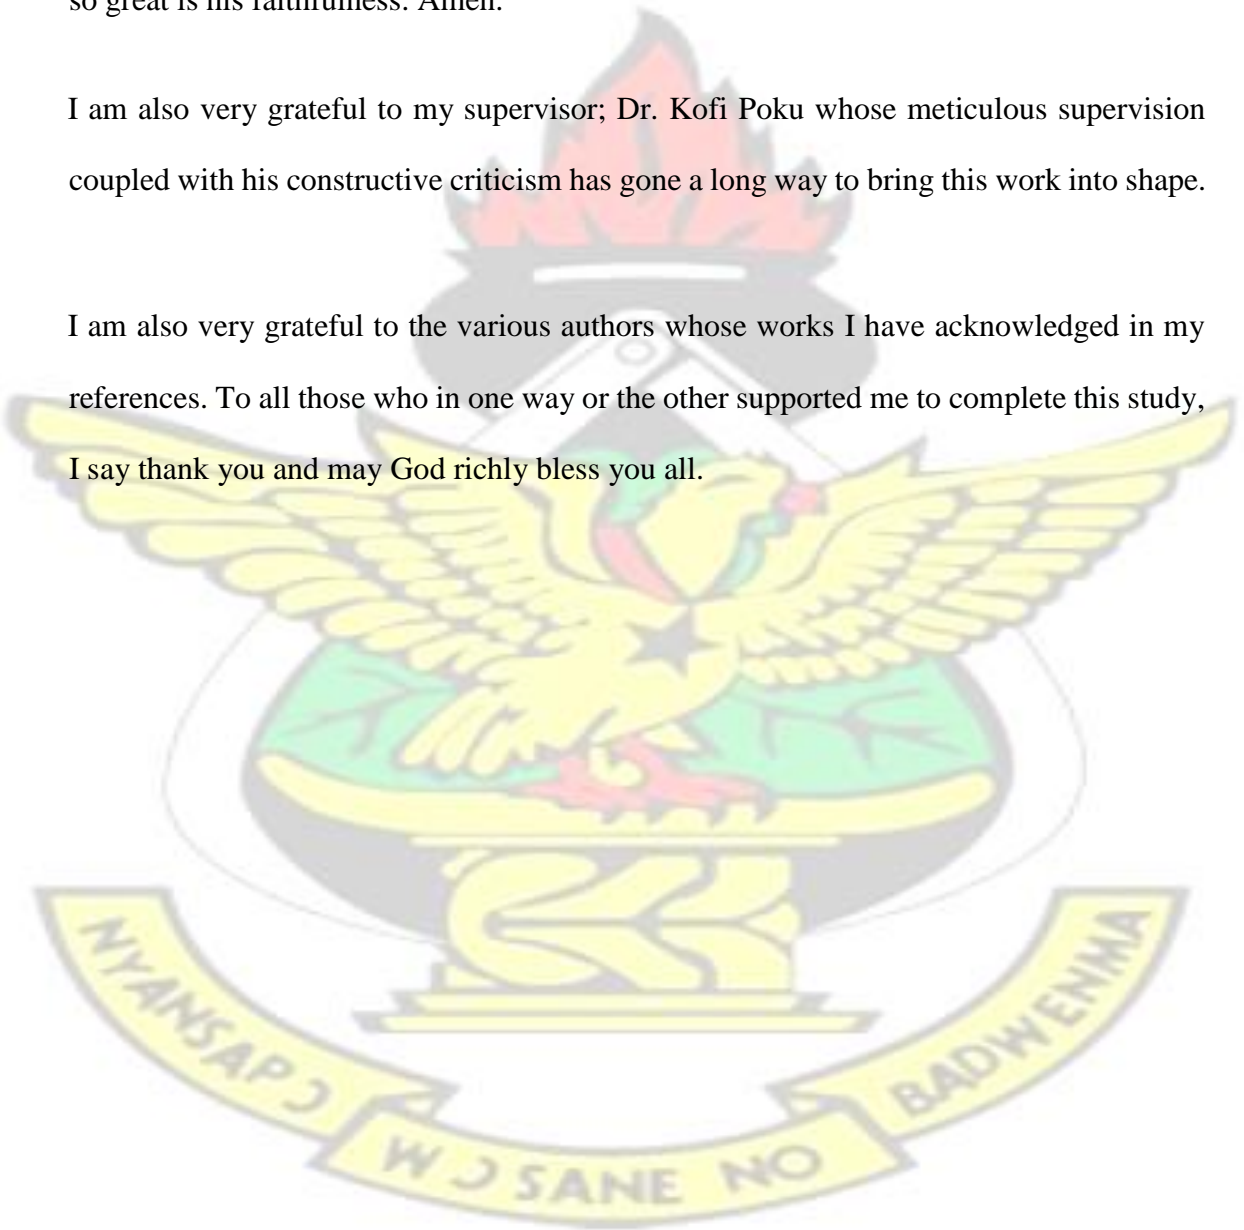 so great is his faithfulness. Amen.
I am also very grateful to my supervisor; Dr. Kofi Poku whose meticulous supervision
coupled with his constructive criticism has gone a long way to bring this work into shape.
I am also very grateful to the various authors whose works I have acknowledged in my
references. To all those who in one way or the other supported me to complete this study,
I say thank you and may God richly bless you all.
NYANSAPƆ
WƆSANE NO
BADWENMA